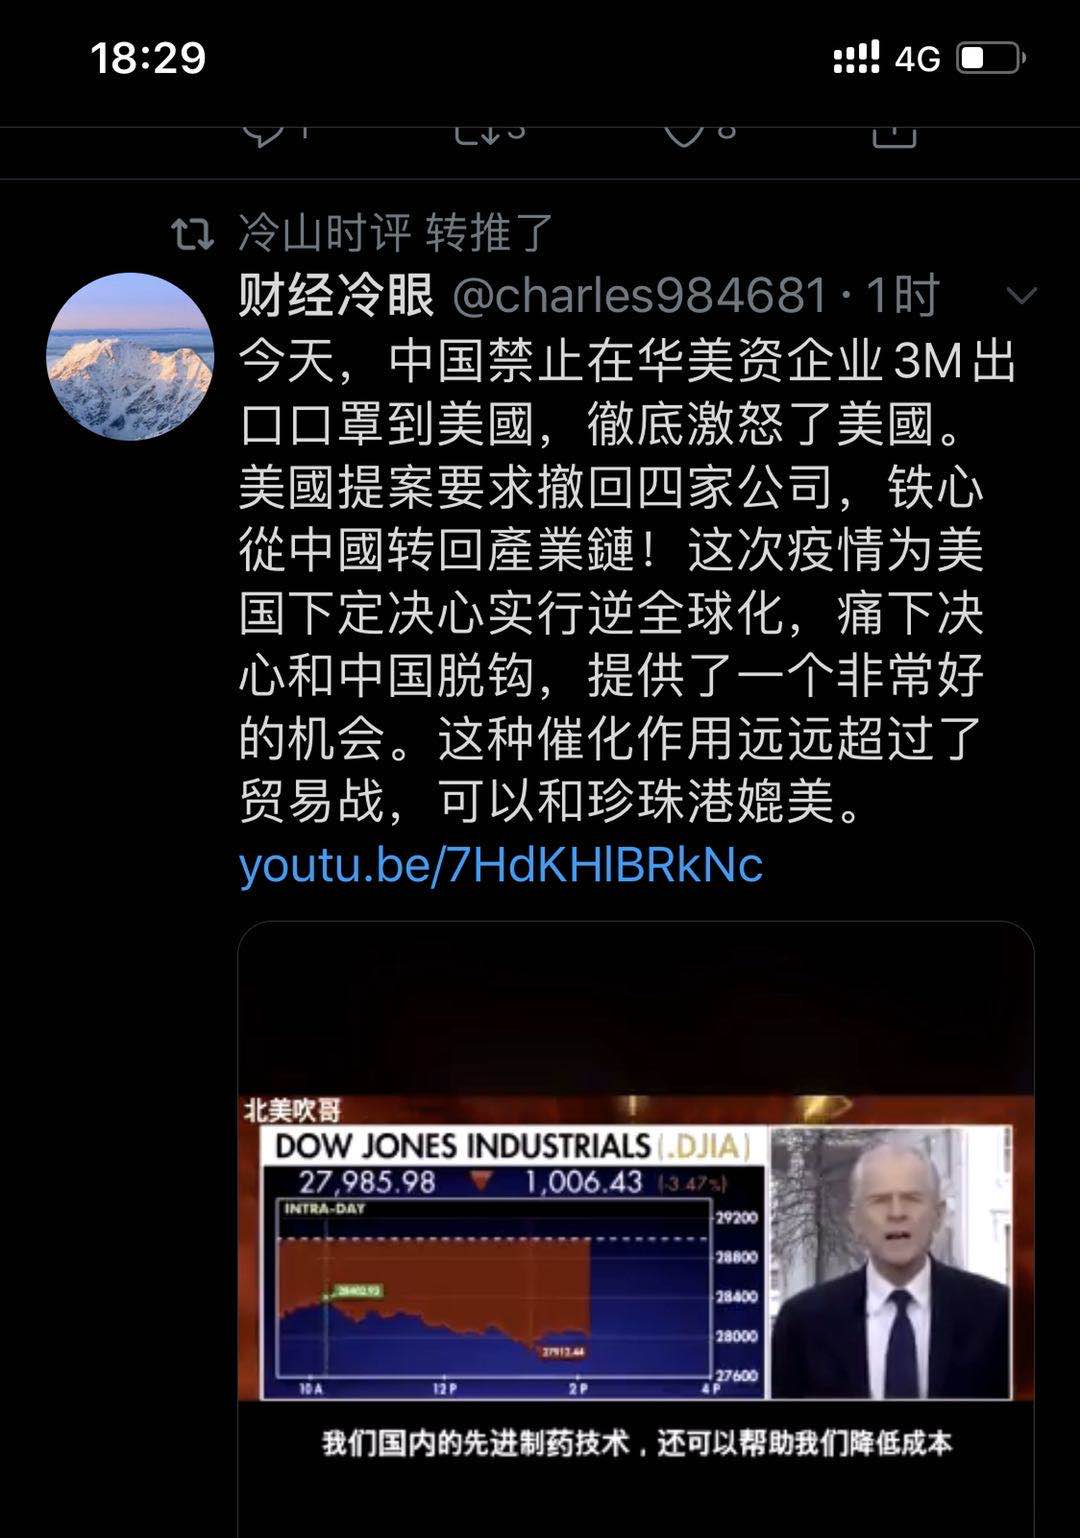 18:29
4G
冷山时评 转推了
财经冷眼 @charles984681 · 1时
今天，中国禁止在华美资企业3M出
口口罩到美國，徹底激怒了美國。
美國提案要求撤回四家公司，铁心
從中國转回產業鏈！这次疫情为美
国下定决心实行逆全球化，痛下决
心和中国脱钩，提供了一个非常好
的机会。这种催化作用远远超过了
贸易战，可以和珍珠港媲美。
youtu.be/7HdKHlBRkNc
北美吹哥
DOW JONES INDUSTRIALS (.DJIA)
27,985.98 1,006.43 (-3.47%)
INTRA-DAY
29200
28800
28402.93
28400
28000
27912.44
27600
10A 12P 2P 4P
我们国内的先进制药技术，还可以帮助我们降低成本